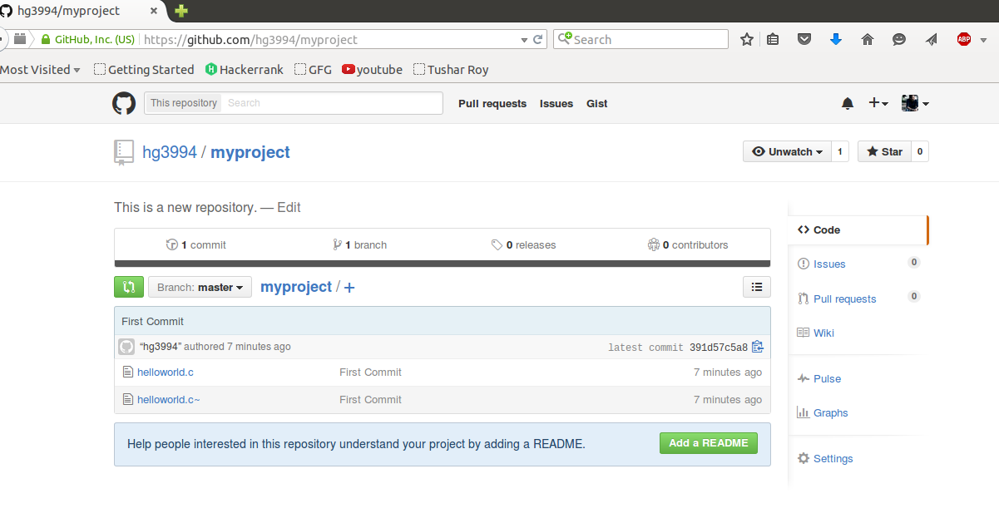 hg3994/myproject
GitHub, Inc. (US) https://github.com/hg3994/myproject Search ABP
Most Visited Getting Started Hackerrank GFG youtube Tushar Roy
This repository Search Pull requests Issues Gist
hg3994 / myproject Unwatch 1 Star 0
This is a new repository. — Edit
1 commit 1 branch 0 releases 0 contributors
Branch: master myproject / +
First Commit
“hg3994” authored 7 minutes ago latest commit 391d57c5a8
helloworld.c First Commit 7 minutes ago
helloworld.c~ First Commit 7 minutes ago
Help people interested in this repository understand your project by adding a README. Add a README
Code
Issues 0
Pull requests 0
Wiki
Pulse
Graphs
Settings